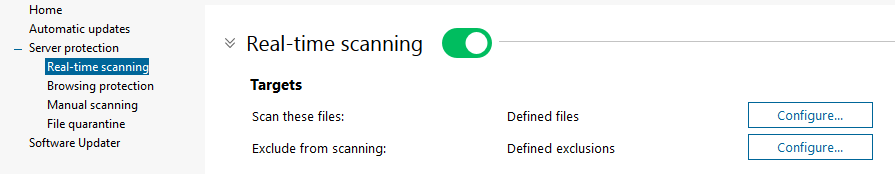 Home
Automatic updates
Server protection
Real-time scanning
Browsing protection
Manual scanning
File quarantine
Software Updater
Real-time scanning
Targets
Scan these files: Defined files Configure...
Exclude from scanning: Defined exclusions Configure...